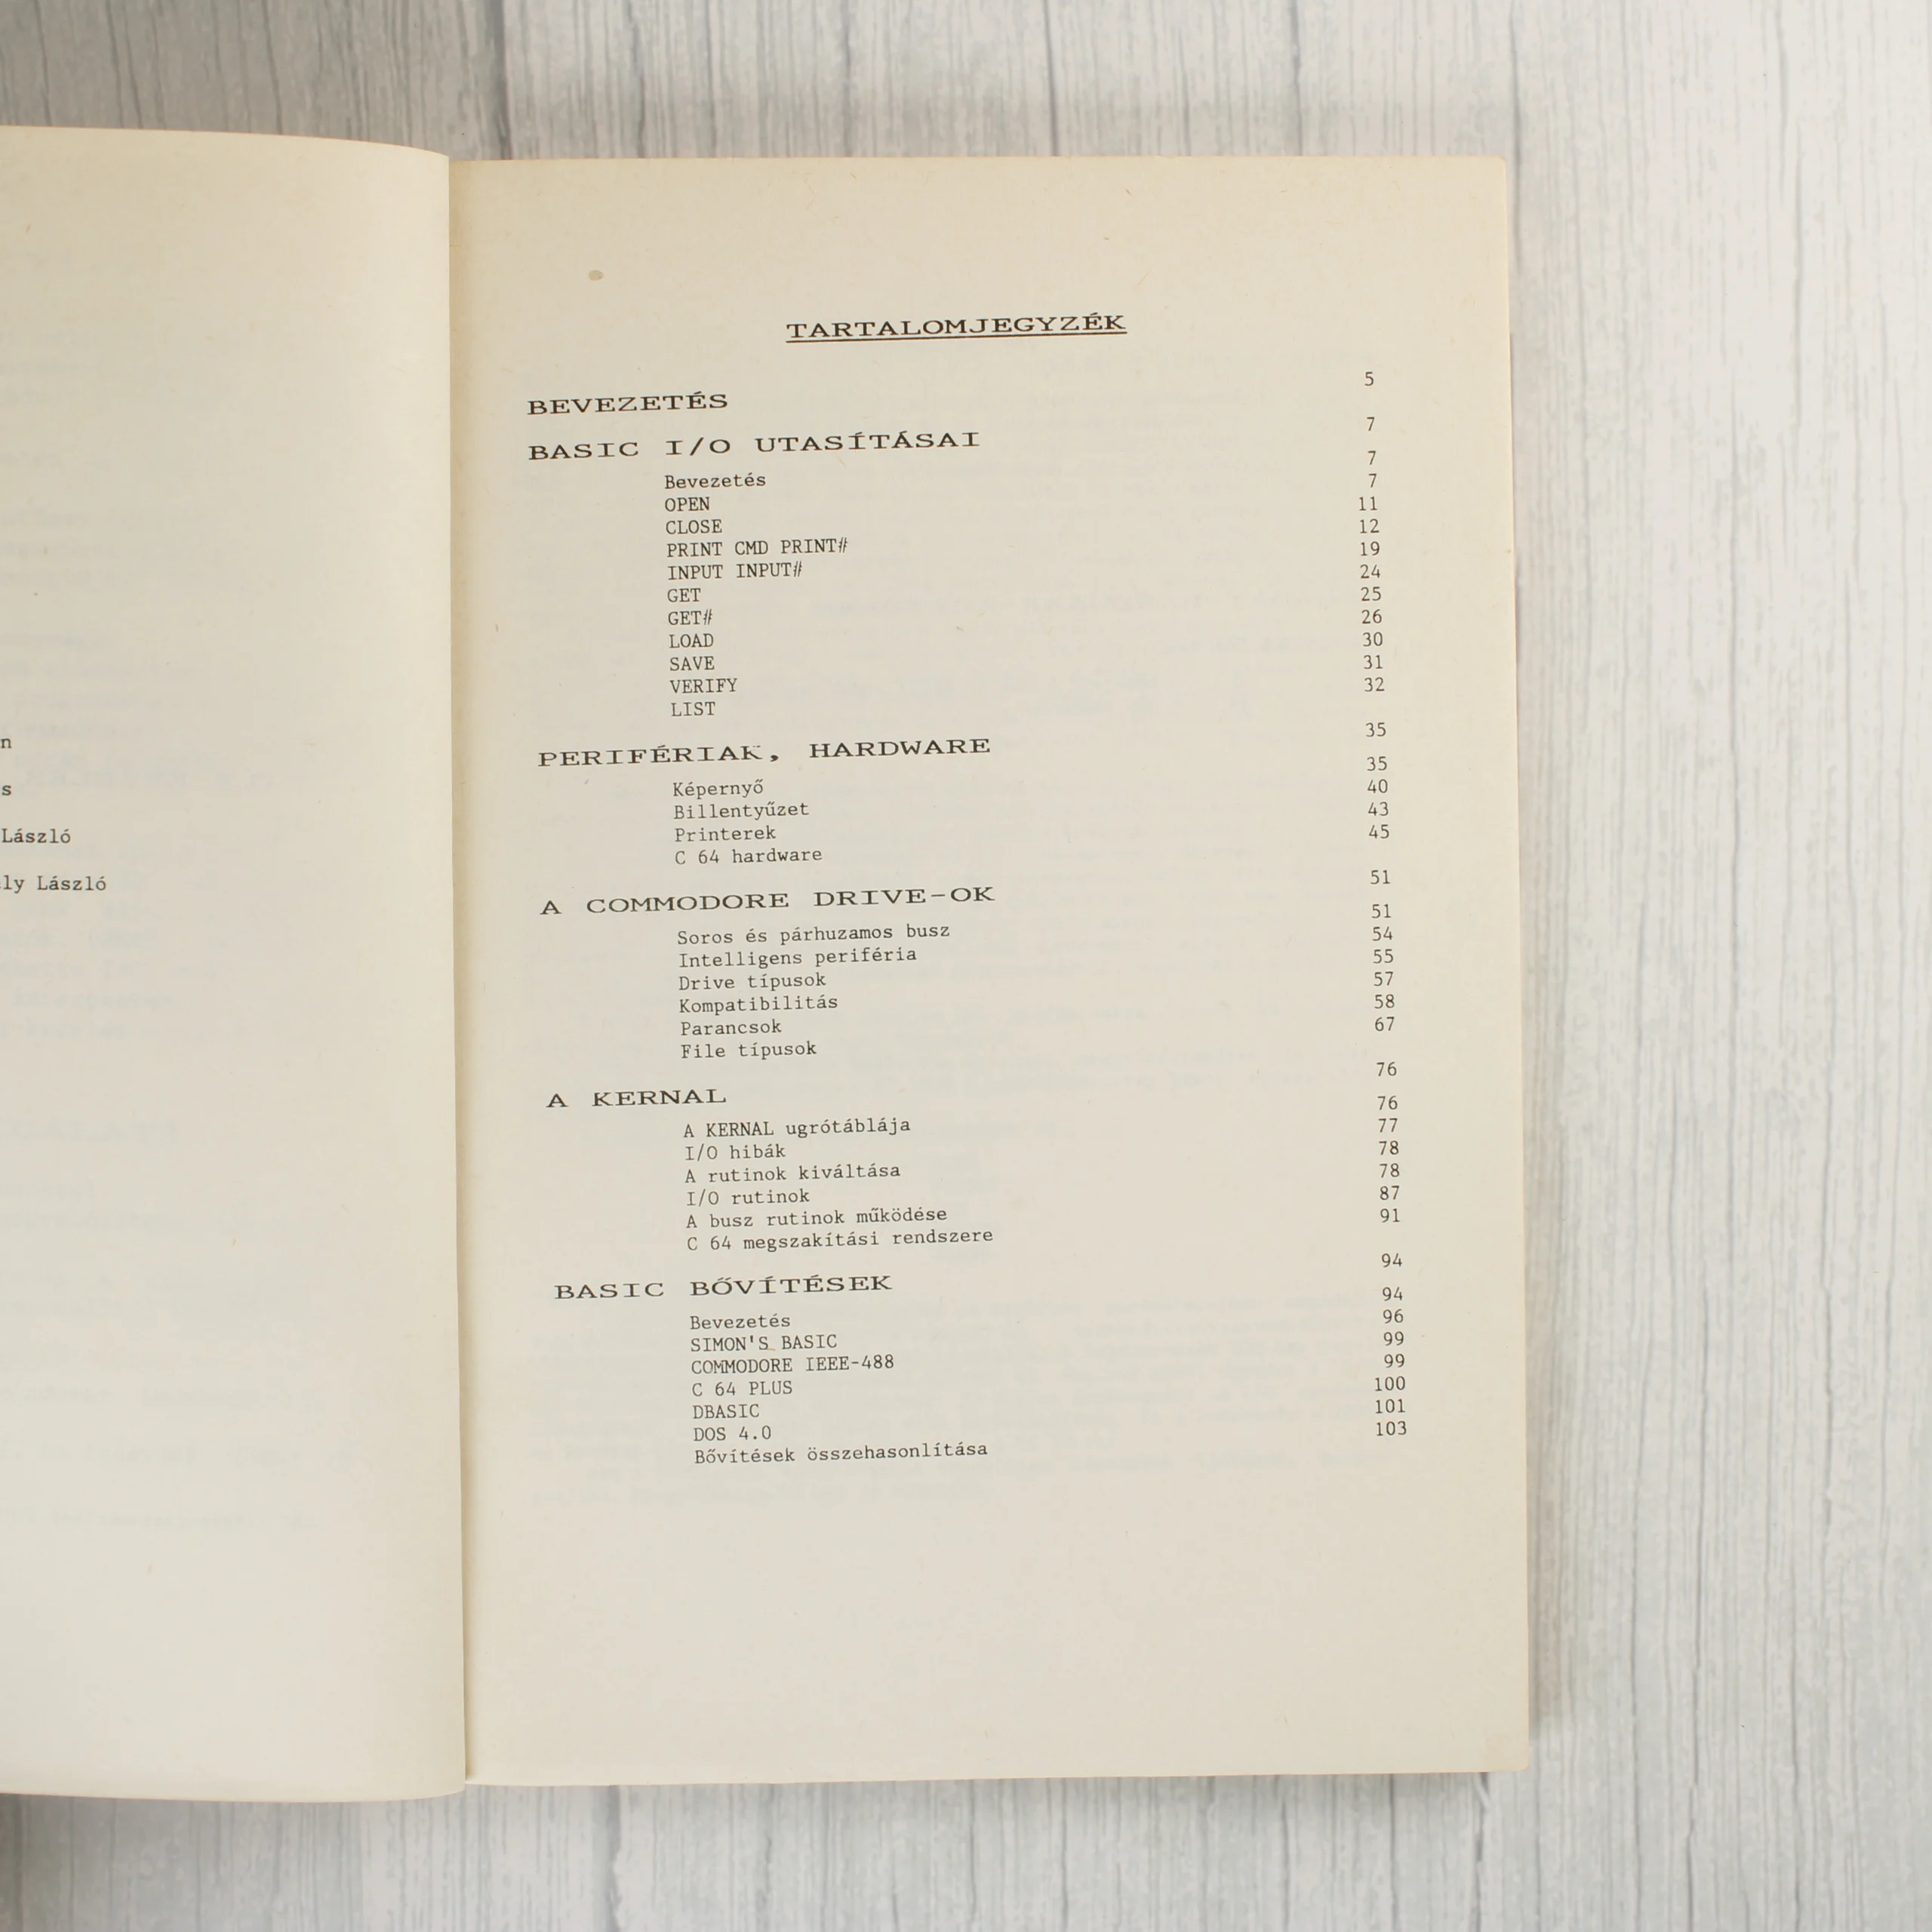 n
s
László
ly László
TARTALOMJEGYZÉK
BEVEZETÉS 5
BASIC I/O UTASÍTÁSAI 7
Bevezetés 7
OPEN 7
CLOSE 11
PRINT CMD PRINT# 12
INPUT INPUT# 19
GET 24
GET# 25
LOAD 26
SAVE 30
VERIFY 31
LIST 32
PERIFÉRIAK, HARDWARE 35
Képernyő 35
Billentyűzet 40
Printerek 43
C 64 hardware 45
A COMMODORE DRIVE-OK 51
Soros és párhuzamos busz 51
Intelligens periféria 54
Drive típusok 55
Kompatibilitás 57
Parancsok 58
File típusok 67
A KERNAL 76
A KERNAL ugrótáblája 76
I/O hibák 77
A rutinok kiváltása 78
I/O rutinok 78
A busz rutinok működése 87
C 64 megszakítási rendszere 91
BASIC BŐVÍTÉSEK 94
Bevezetés 94
SIMON'S BASIC 96
COMMODORE IEEE-488 99
C 64 PLUS 99
DBASIC 100
DOS 4.0 101
Bővítések összehasonlítása 103